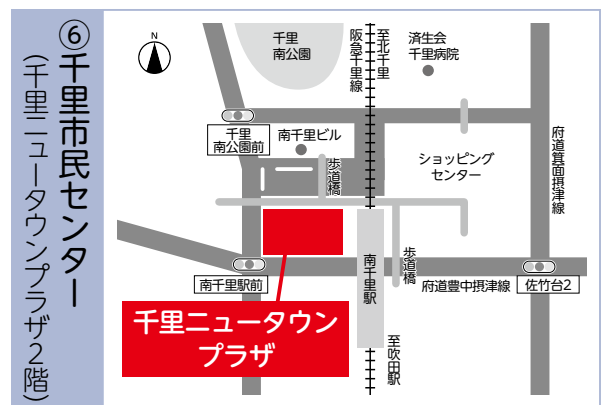 ⑥千里市民センター
(千里ニュータウンプラザ2階)
N
千里
南公園
阪急千里線
至北千里
済生会
千里病院
千里
南公園前
南千里ビル
歩道橋
ショッピング
センター
府道箕面摂津線
南千里駅前
南千里駅
歩道橋
府道豊中摂津線
佐竹台2
千里ニュータウン
プラザ
至吹田駅